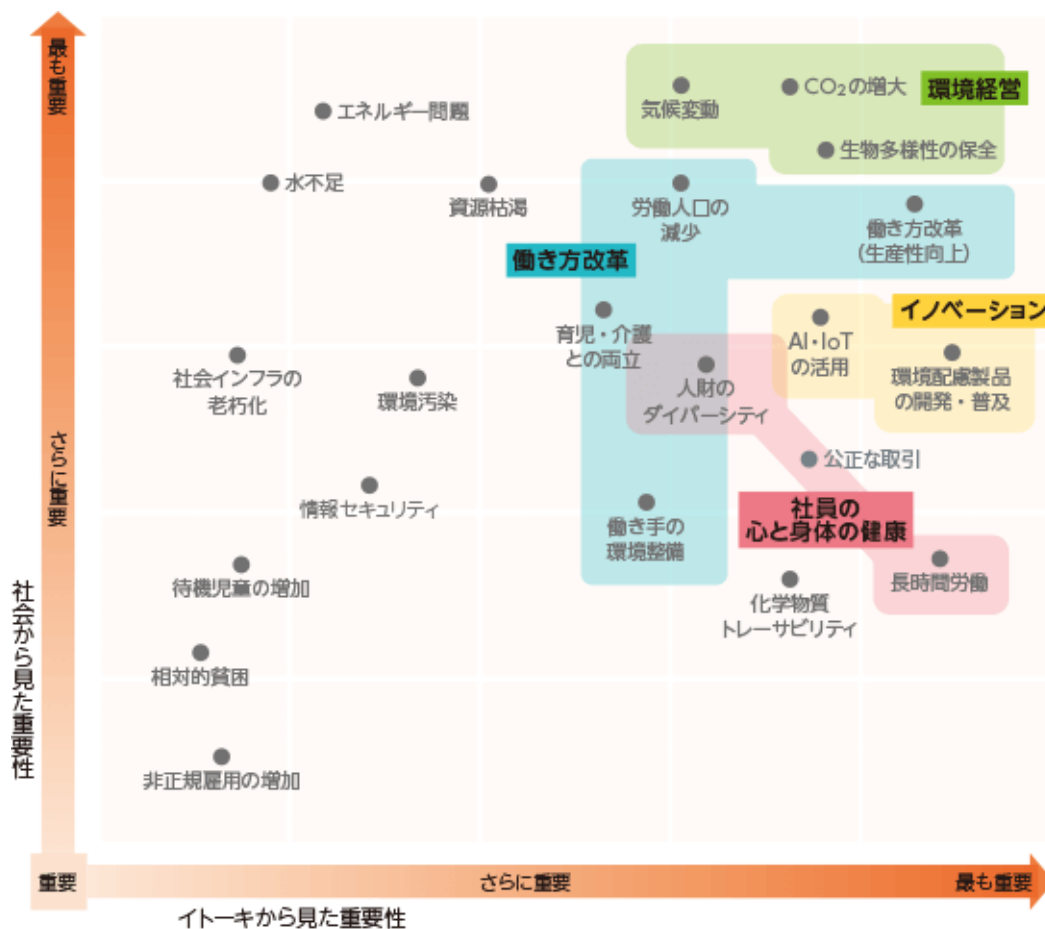 最も重要
さらに重要
社会から見た重要性
気候変動
CO₂の増大
環境経営
エネルギー問題
生物多様性の保全
水不足
資源枯渇
労働人口の
減少
働き方改革
（生産性向上）
働き方改革
イノベーション
育児・介護
との両立
AI・IoT
の活用
社会インフラの
老朽化
環境汚染
人財の
ダイバーシティ
環境配慮製品
の開発・普及
公正な取引
情報セキュリティ
働き手の
環境整備
社員の
心と身体の健康
待機児童の増加
化学物質
トレーサビリティ
長時間労働
相対的貧困
非正規雇用の増加
重要
さらに重要
最も重要
イトーキから見た重要性